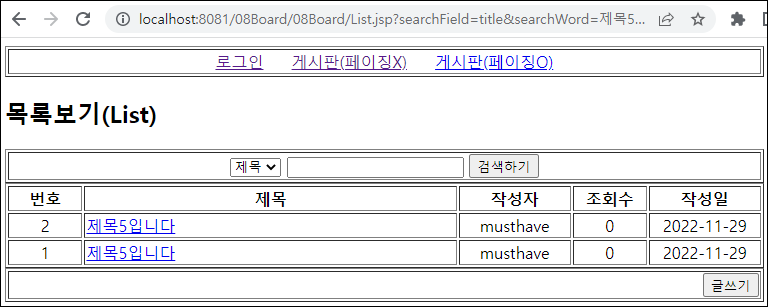 localhost:8081/08Board/08Board/List.jsp?searchField=title&searchWord=제목5...
로그인 게시판(페이징X) 게시판(페이징O)
목록보기(List)
제목 검색하기
번호 제목 작성자 조회수 작성일
2 제목5입니다 musthave 0 2022-11-29
1 제목5입니다 musthave 0 2022-11-29
글쓰기